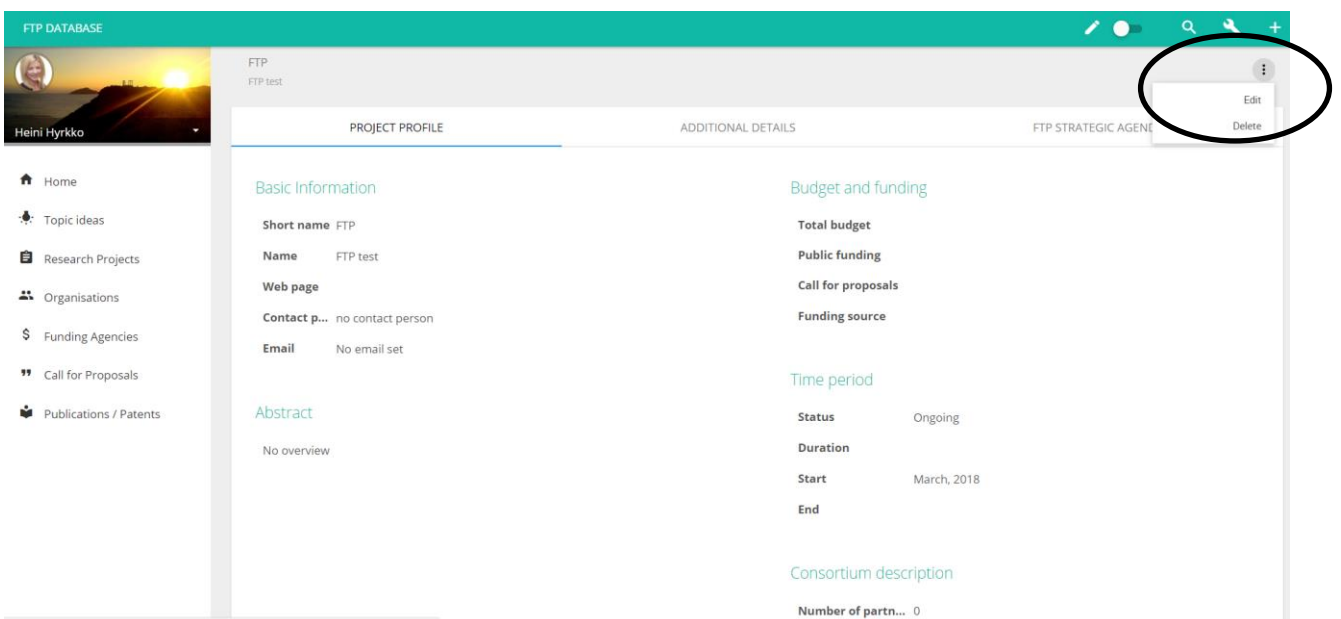 FTP DATABASE
Heini Hyrkko
Home
Topic ideas
Research Projects
Organisations
Funding Agencies
Call for Proposals
Publications / Patents
FTP
FTP test
Edit
Delete
PROJECT PROFILE
ADDITIONAL DETAILS
FTP STRATEGIC AGEND
Basic Information
Short name FTP
Name FTP test
Web page
Contact p... no contact person
Email No email set
Abstract
No overview
Budget and funding
Total budget
Public funding
Call for proposals
Funding source
Time period
Status Ongoing
Duration
Start March, 2018
End
Consortium description
Number of partn... 0